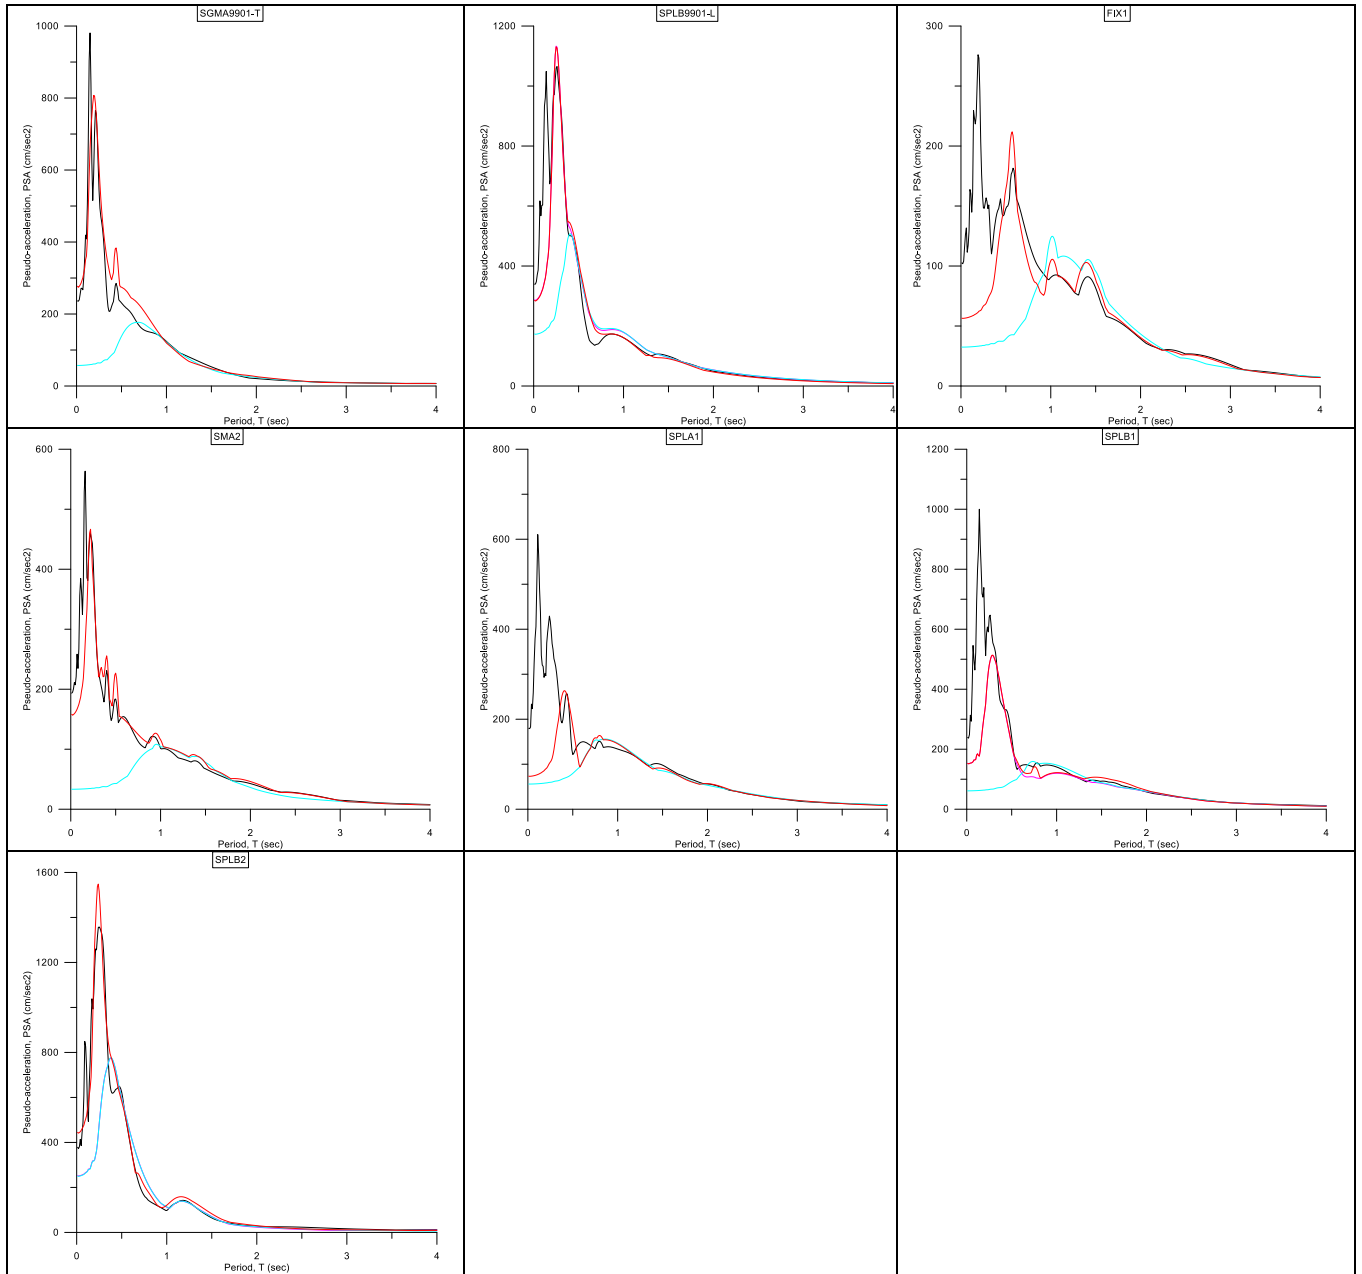 SGMA9901-T
1000
800
600
400
200
0
Pseudo-acceleration, PSA (cm/sec2)
0 1 2 3 4
Period, T (sec)
SPLB9901-L
1200
800
400
0
Pseudo-acceleration, PSA (cm/sec2)
0 1 2 3 4
Period, T (sec)
FIX1
300
200
100
0
Pseudo-acceleration, PSA (cm/sec2)
0 1 2 3 4
Period, T (sec)
SMA2
600
400
200
0
Pseudo-acceleration, PSA (cm/sec2)
0 1 2 3 4
Period, T (sec)
SPLA1
800
600
400
200
0
Pseudo-acceleration, PSA (cm/sec2)
0 1 2 3 4
Period, T (sec)
SPLB1
1200
1000
800
600
400
200
0
Pseudo-acceleration, PSA (cm/sec2)
0 1 2 3 4
Period, T (sec)
SPLB2
1600
1200
800
400
0
Pseudo-acceleration, PSA (cm/sec2)
0 1 2 3 4
Period, T (sec)